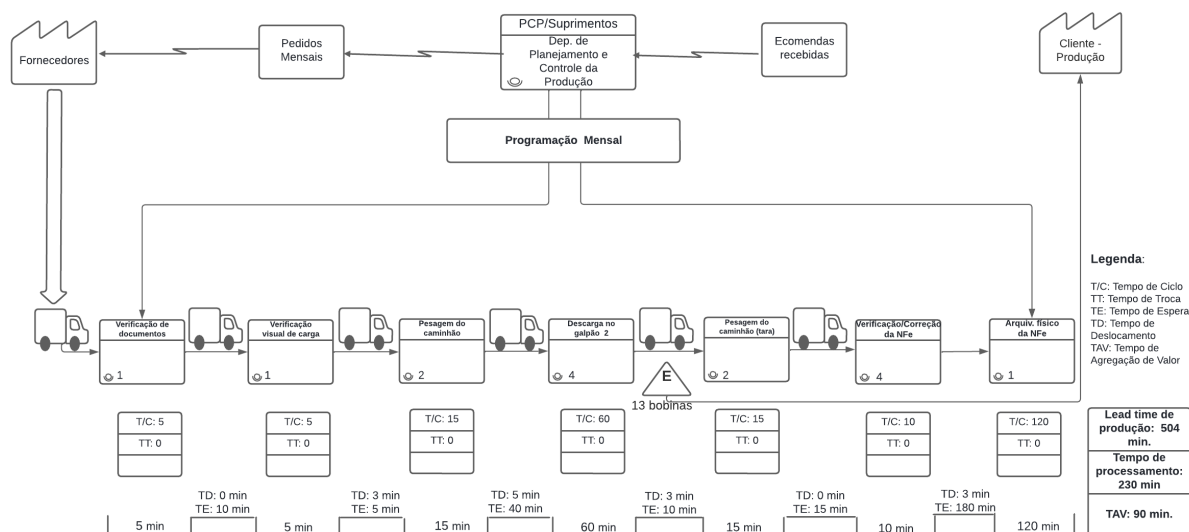 Fornecedores
Pedidos
Mensais
PCP/Suprimentos
Dep. de
Planejamento e
Controle da
Produção
Ecomendas
recebidas
Cliente -
Produção
Programação Mensal
Legenda:
T/C: Tempo de Ciclo
TT: Tempo de Troca
TE: Tempo de Espera
TD: Tempo de
Deslocamento
TAV: Tempo de
Agregação de Valor
Verificação de
documentos
1
Verificação
visual de carga
1
Pesagem do
caminhão
2
Descarga no
galpão 2
4
E
13 bobinas
Pesagem do
caminhão (tara)
2
Verificação/Correção
da NFe
4
Arquiv. físico
da NFe
1
T/C: 5
TT: 0
T/C: 5
TT: 0
T/C: 15
TT: 0
T/C: 60
TT: 0
T/C: 15
TT: 0
T/C: 10
TT: 0
T/C: 120
TT: 0
Lead time de
produção: 504
min.
Tempo de
processamento:
230 min
TAV: 90 min.
TD: 0 min
TE: 10 min
TD: 3 min
TE: 5 min
TD: 5 min
TE: 40 min
TD: 3 min
TE: 10 min
TD: 0 min
TE: 15 min
TD: 3 min
TE: 180 min
5 min
5 min
15 min
60 min
15 min
10 min
120 min